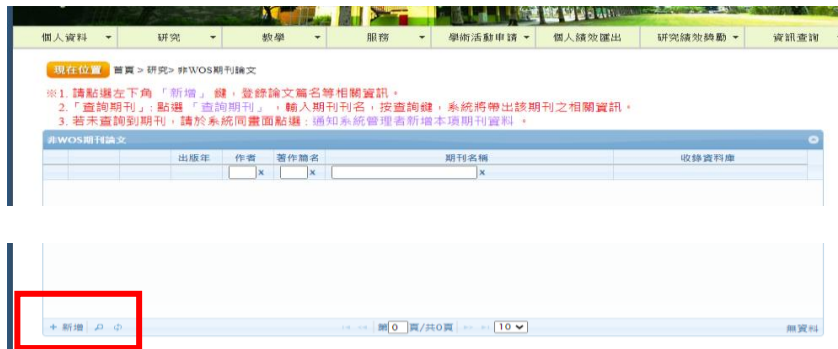 個人資料 研究 教學 服務 學術活動申請 個人績效匯出 研究績效獎勵 資訊查詢
現在位置 首頁 > 研究> 非WOS期刊論文
※1. 請點選左下角 「新增」 鍵，登錄論文篇名等相關資訊。
2.「查詢期刊」: 點選 「查詢期刊」 ，輸入期刊刊名，按查詢鍵，系統將帶出該期刊之相關資訊。
3. 若未查詢到期刊，請於系統同畫面點選 : 通知系統管理者新增本項期刊資料 。
非WOS期刊論文
出版年 作者 著作篇名 期刊名稱 收錄資料庫
x x x
+ 新增 第 0 頁/共0頁 10 無資料